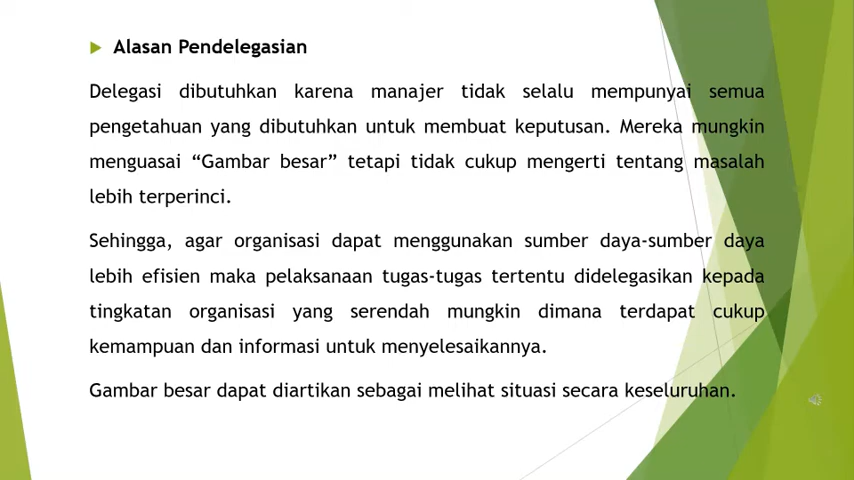 Alasan Pendelegasian
Delegasi dibutuhkan karena manajer tidak selalu mempunyai semua
pengetahuan yang dibutuhkan untuk membuat keputusan. Mereka mungkin
menguasai “Gambar besar” tetapi tidak cukup mengerti tentang masalah
lebih terperinci.
Sehingga, agar organisasi dapat menggunakan sumber daya-sumber daya
lebih efisien maka pelaksanaan tugas-tugas tertentu didelegasikan kepada
tingkatan organisasi yang serendah mungkin dimana terdapat cukup
kemampuan dan informasi untuk menyelesaikannya.
Gambar besar dapat diartikan sebagai melihat situasi secara keseluruhan.